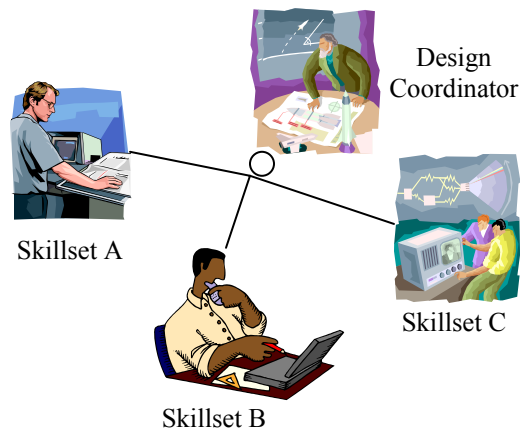 Design
Coordinator
Skillset A
Skillset C
Skillset B